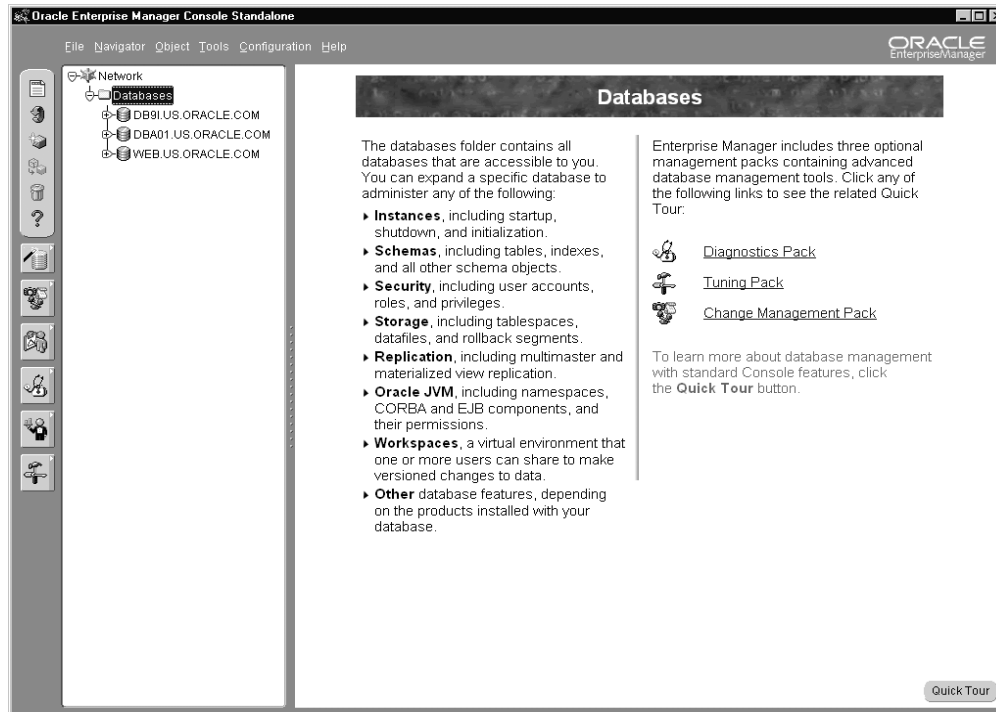 Oracle Enterprise Manager Console Standalone
File Navigator Object Tools Configuration Help
ORACLE
EnterpriseManager
Network
Databases
DB9I.US.ORACLE.COM
DBA01.US.ORACLE.COM
WEB.US.ORACLE.COM
Databases
The databases folder contains all
databases that are accessible to you.
You can expand a specific database to
administer any of the following:
Instances, including startup,
shutdown, and initialization.
Schemas, including tables, indexes,
and all other schema objects.
Security, including user accounts,
roles, and privileges.
Storage, including tablespaces,
datafiles, and rollback segments.
Replication, including multimaster and
materialized view replication.
Oracle JVM, including namespaces,
CORBA and EJB components, and
their permissions.
Workspaces, a virtual environment that
one or more users can share to make
versioned changes to data.
Other database features, depending
on the products installed with your
database.
Enterprise Manager includes three optional
management packs containing advanced
database management tools. Click any of
the following links to see the related Quick
Tour:
Diagnostics Pack
Tuning Pack
Change Management Pack
To learn more about database management
with standard Console features, click
the Quick Tour button.
Quick Tour